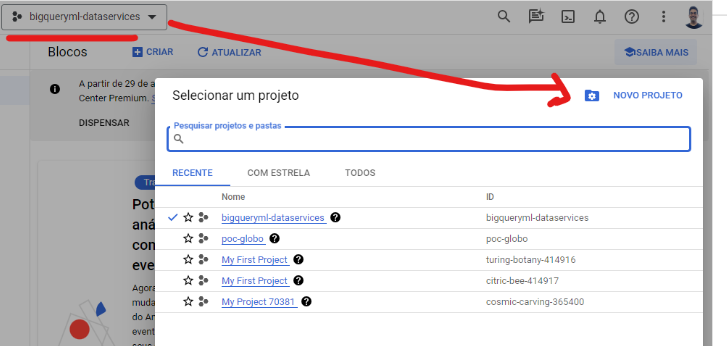 bigqueryml-dataservices
Blocos
CRIAR
ATUALIZAR
SAIBA MAIS
A partir de 29 de a
Center Premium.
DISPENSAR
Selecionar um projeto
NOVO PROJETO
Pesquisar projetos e pastas
RECENTE
COM ESTRELA
TODOS
Nome ID
bigqueryml-dataservices bigqueryml-dataservices
poc-globo poc-globo
My First Project turing-botany-414916
My First Project citric-bee-414917
My Project 70381 cosmic-carving-365400
Tra
Pot
aná
con
eve
Agora
muda
do An
event